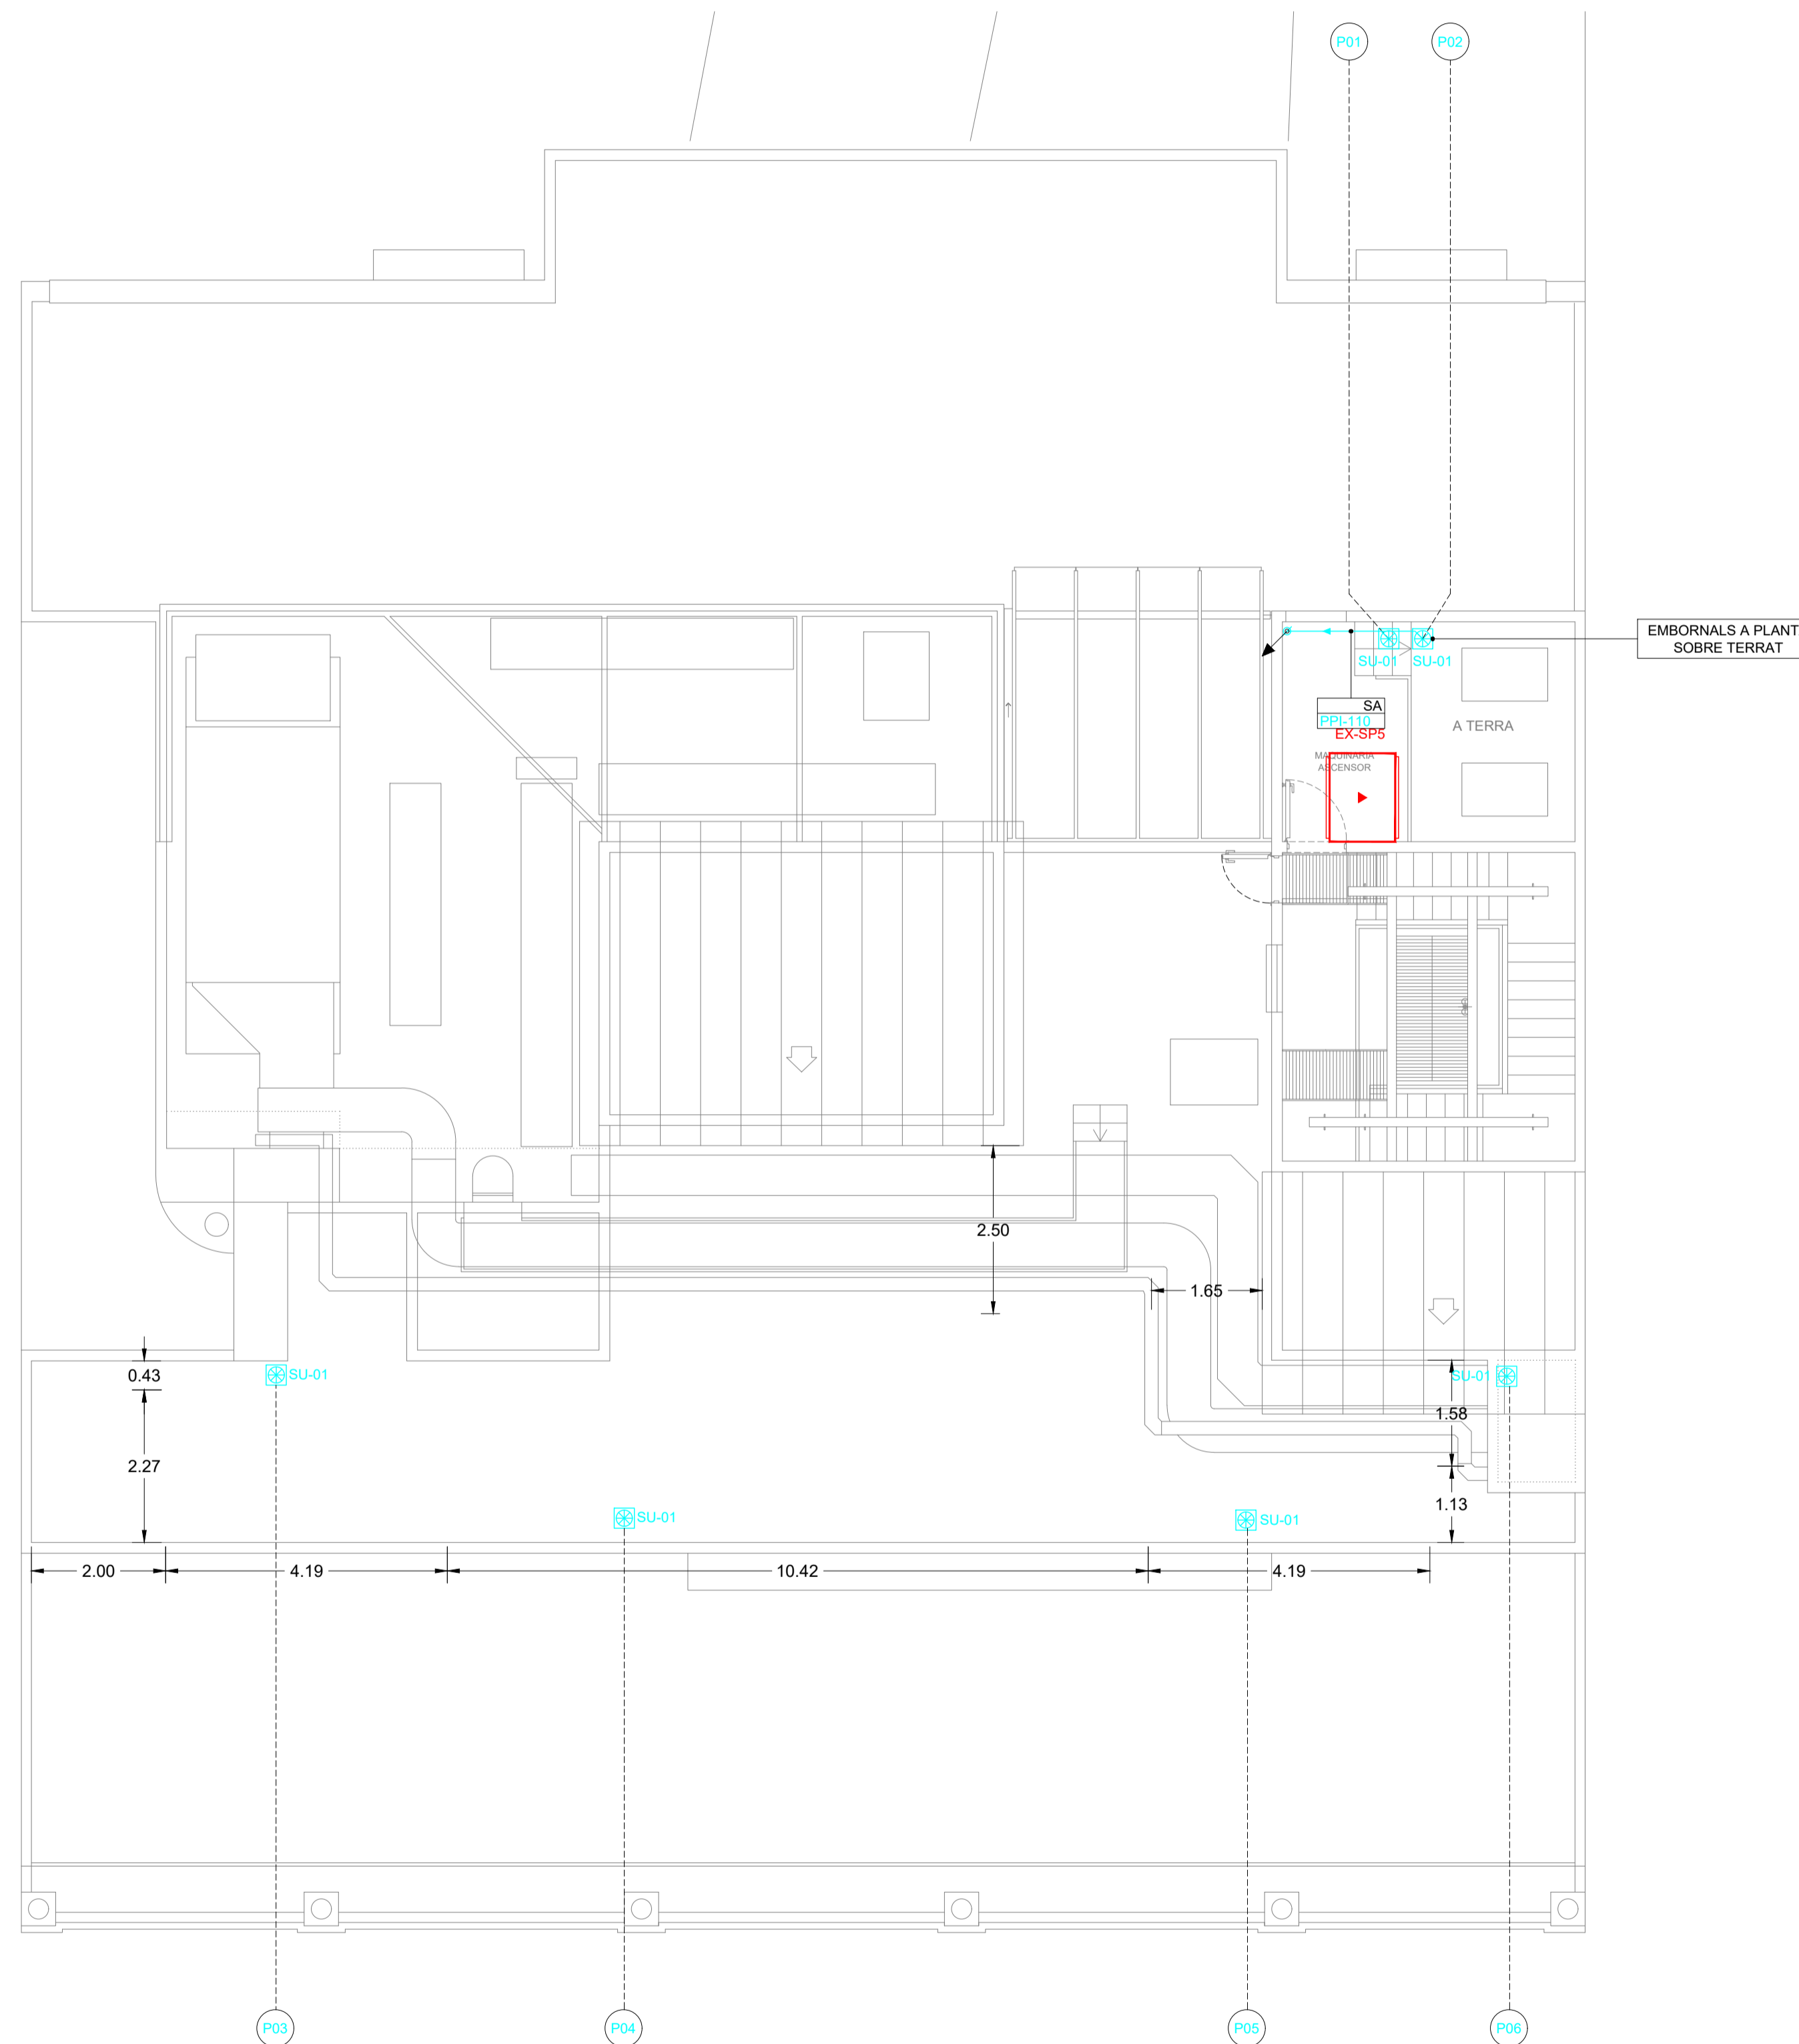 P01
P02
EMBORNALS A PLANT
SOBRE TERRAT
SU-01
SU-01
SA
PPI-110
EX-SP5
A TERRA
MAQUINARIA
ASCENSOR
2.50
1.65
0.43
SU-01
SU-01
1.58
2.27
1.13
SU-01
SU-01
2.00
4.19
10.42
4.19
P03
P04
P05
P06